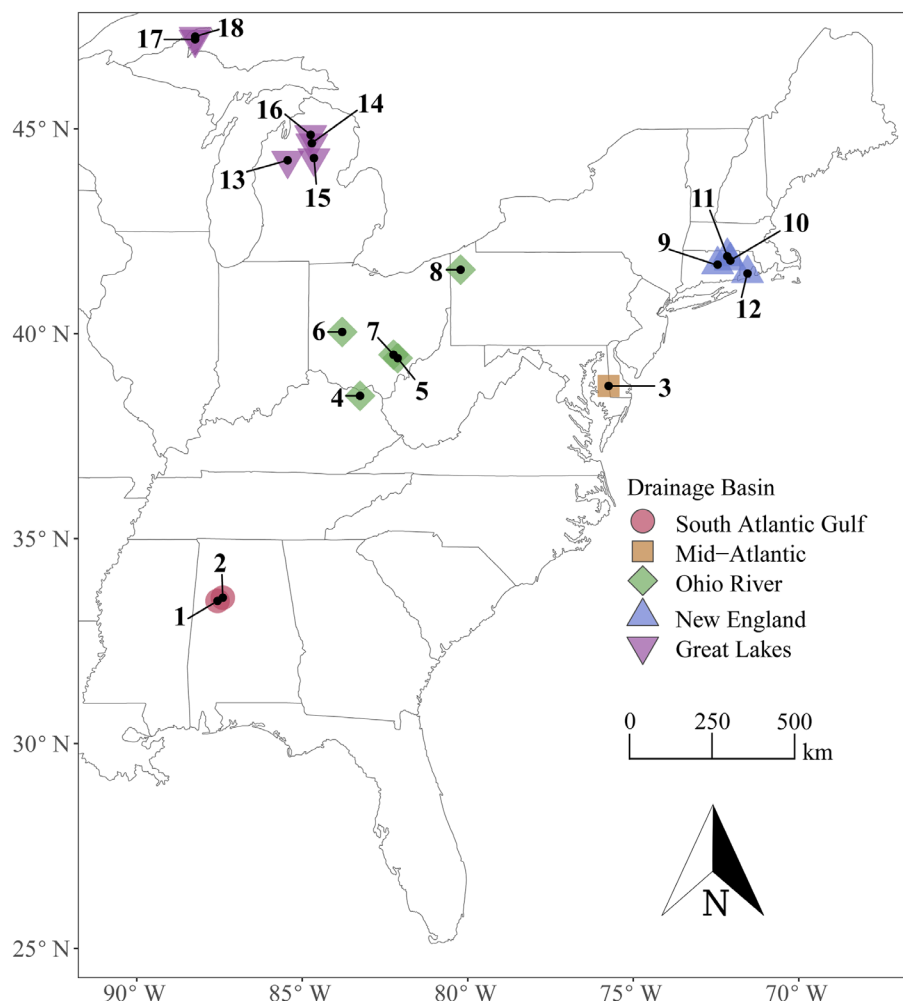 17
18
16
14
45° N
13
15
11
10
9
8
12
40° N
6
7
4
5
3
Drainage Basin
South Atlantic Gulf
Mid−Atlantic
Ohio River
New England
Great Lakes
35° N
2
1
0 250 500
km
30° N
N
25° N
90° W 85° W 80° W 75° W 70° W